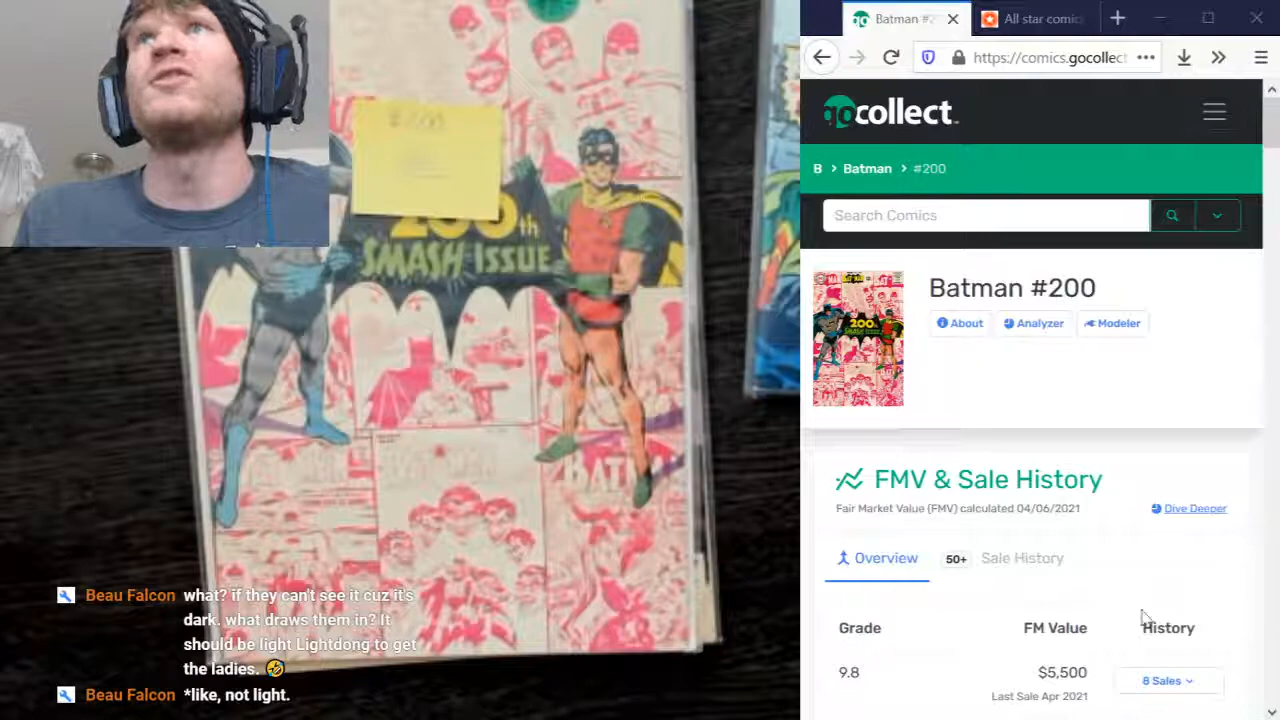 #200
200th
SMASH ISSUE
BATMAN
Beau Falcon what? if they can't see it cuz it's
dark. what draws them in? It
should be light Lightdong to get
the ladies. 🤣
Beau Falcon *like, not light.
Batman #2
All star comic
https://comics.gocollect
gocollect
B > Batman > #200
Search Comics
Batman #200
About
Analyzer
Modeler
FMV & Sale History
Fair Market Value (FMV) calculated 04/06/2021
Dive Deeper
Overview
50+
Sale History
Grade
FM Value
History
9.8
$5,500
8 Sales
Last Sale Apr 2021